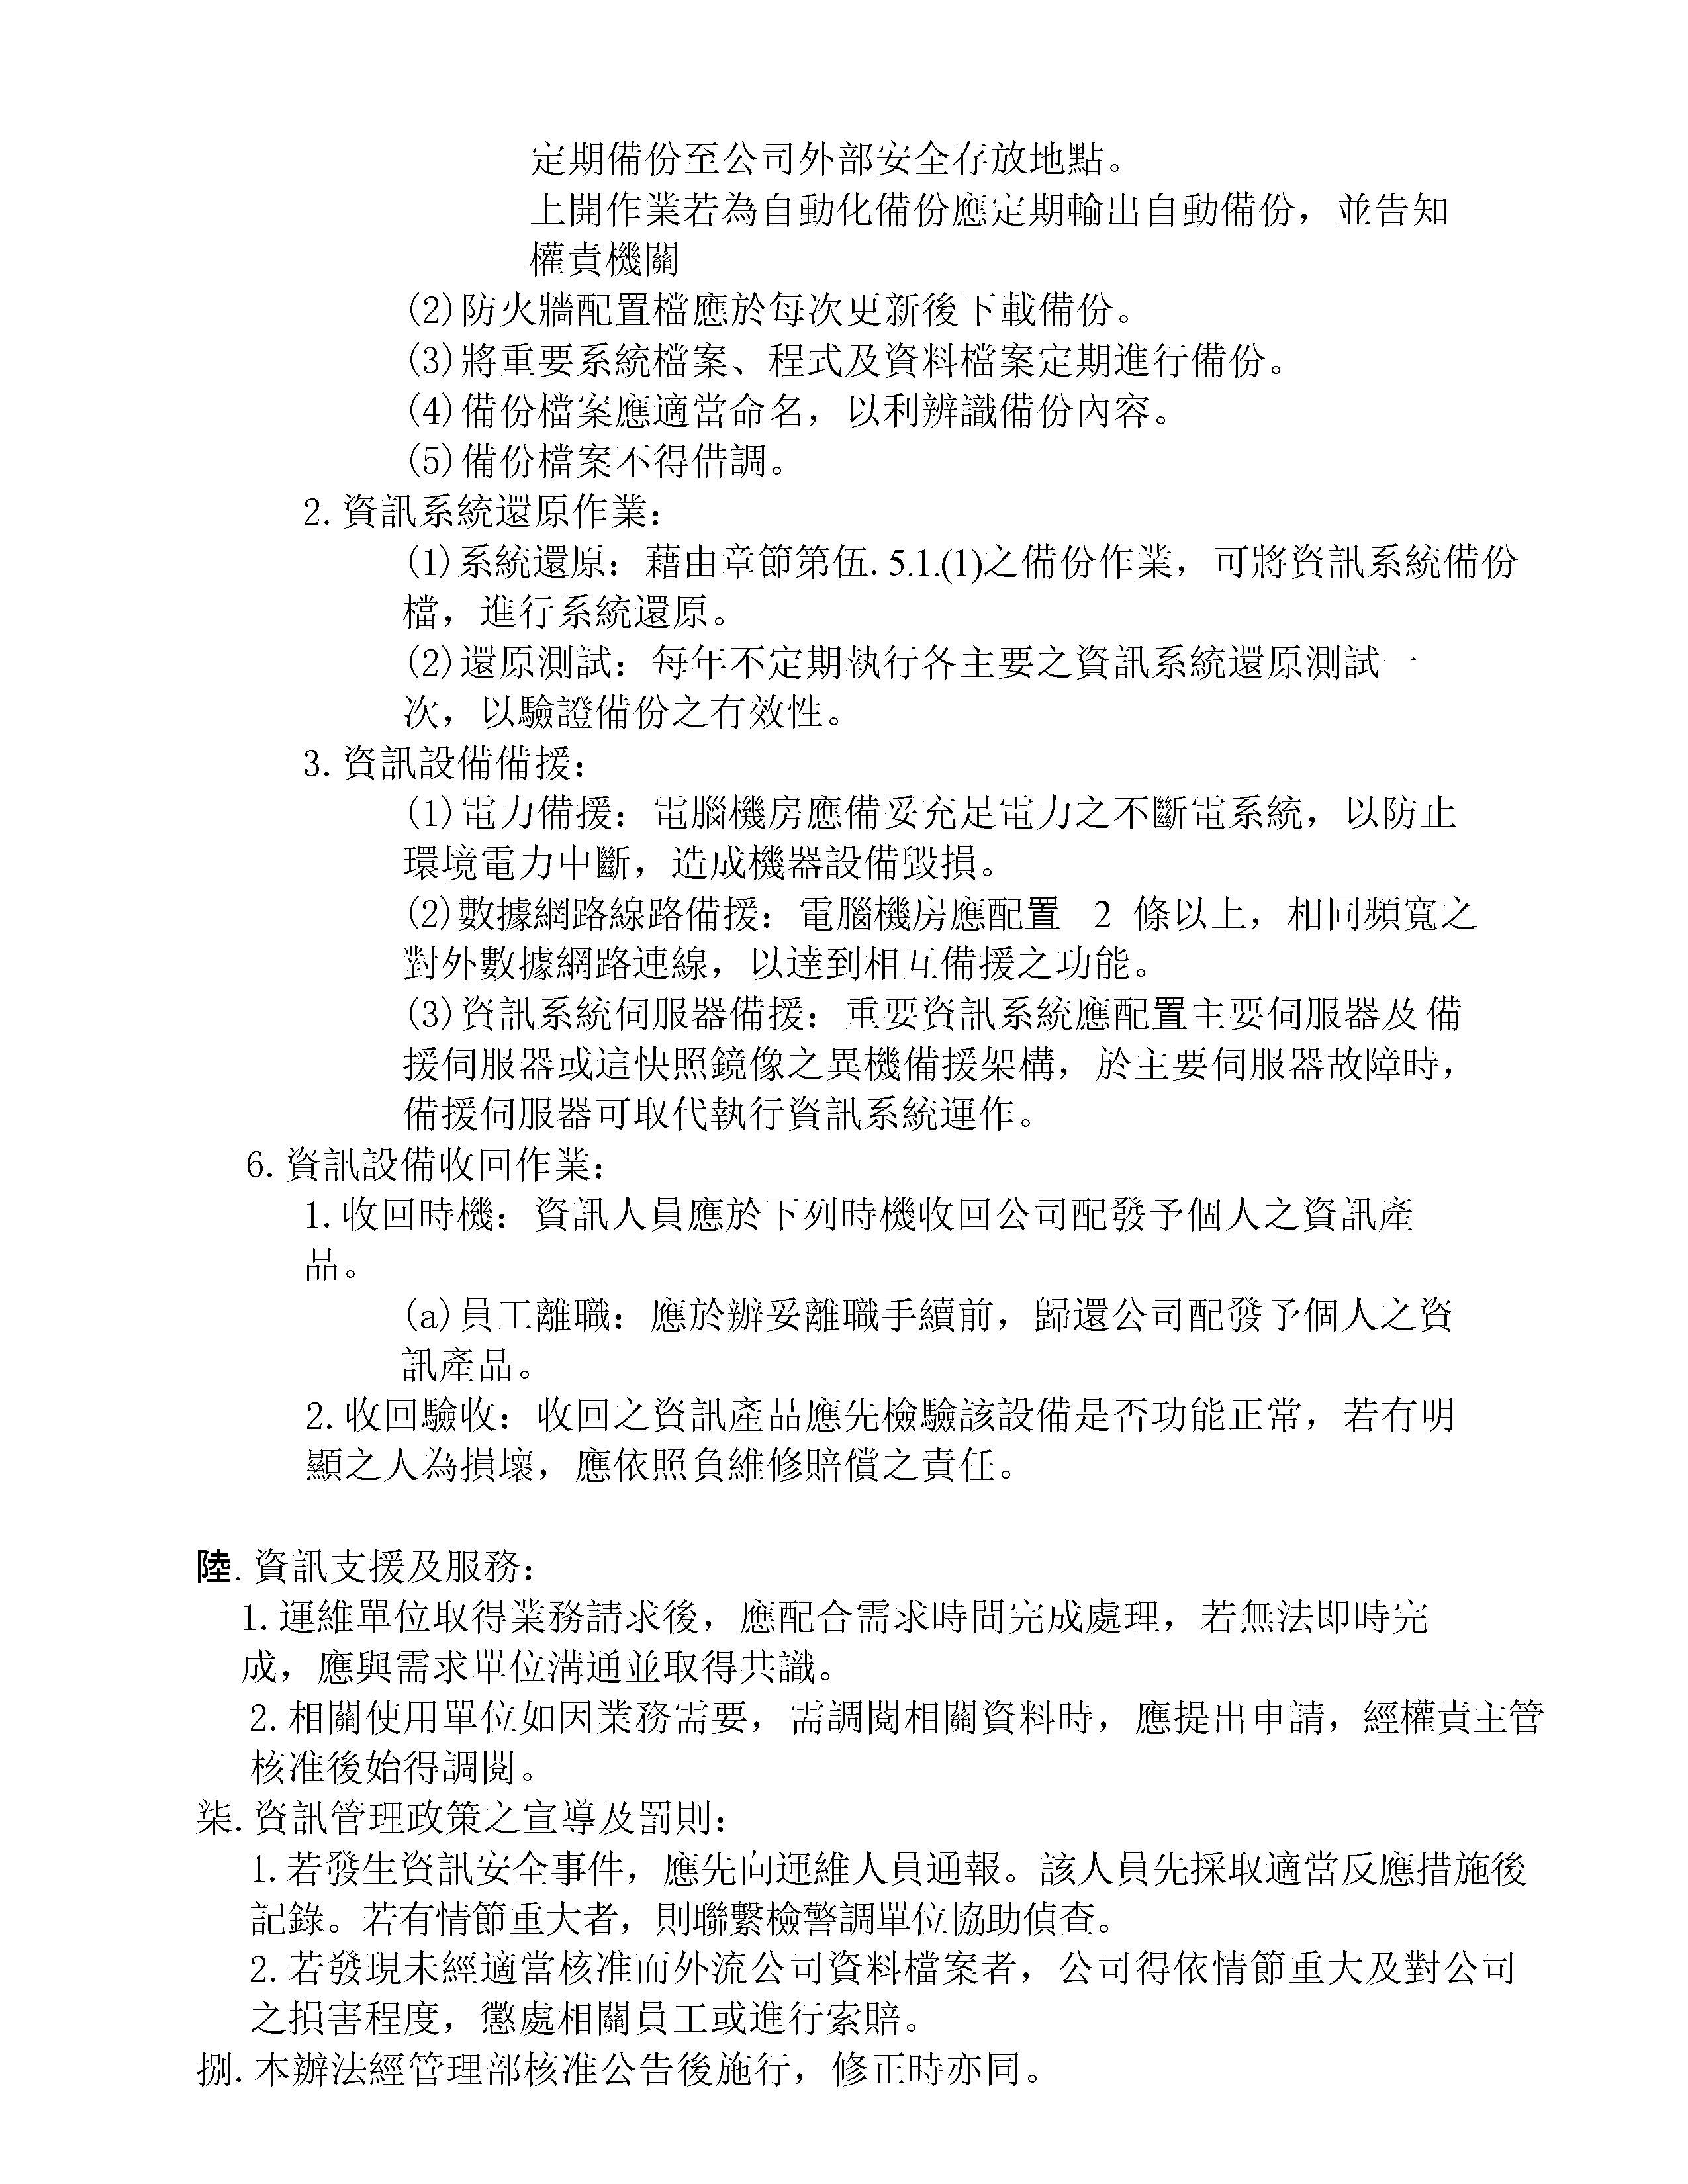 定期備份至公司外部安全存放地點。
上開作業若為自動化備份應定期輸出自動備份，並告知
權責機關
(2)防火牆配置檔應於每次更新後下載備份。
(3)將重要系統檔案、程式及資料檔案定期進行備份。
(4)備份檔案應適當命名，以利辨識備份內容。
(5)備份檔案不得借調。
2.資訊系統還原作業：
(1)系統還原：藉由章節第伍.5.1.(1)之備份作業，可將資訊系統備份
檔，進行系統還原。
(2)還原測試：每年不定期執行各主要之資訊系統還原測試一
次，以驗證備份之有效性。
3.資訊設備備援：
(1)電力備援：電腦機房應備妥充足電力之不斷電系統，以防止
環境電力中斷，造成機器設備毀損。
(2)數據網路線路備援：電腦機房應配置 2 條以上，相同頻寬之
對外數據網路連線，以達到相互備援之功能。
(3)資訊系統伺服器備援：重要資訊系統應配置主要伺服器及備
援伺服器或這快照鏡像之異機備援架構，於主要伺服器故障時，
備援伺服器可取代執行資訊系統運作。
6.資訊設備收回作業：
1.收回時機：資訊人員應於下列時機收回公司配發予個人之資訊產
品。
(a)員工離職：應於辦妥離職手續前，歸還公司配發予個人之資
訊產品。
2.收回驗收：收回之資訊產品應先檢驗該設備是否功能正常，若有明
顯之人為損壞，應依照負維修賠償之責任。
陸.資訊支援及服務：
1.運維單位取得業務請求後，應配合需求時間完成處理，若無法即時完
成，應與需求單位溝通並取得共識。
2.相關使用單位如因業務需要，需調閱相關資料時，應提出申請，經權責主管
核准後始得調閱。
柒.資訊管理政策之宣導及罰則：
1.若發生資訊安全事件，應先向運維人員通報。該人員先採取適當反應措施後
記錄。若有情節重大者，則聯繫檢警調單位協助偵查。
2.若發現未經適當核准而外流公司資料檔案者，公司得依情節重大及對公司
之損害程度，懲處相關員工或進行索賠。
捌.本辦法經管理部核准公告後施行，修正時亦同。